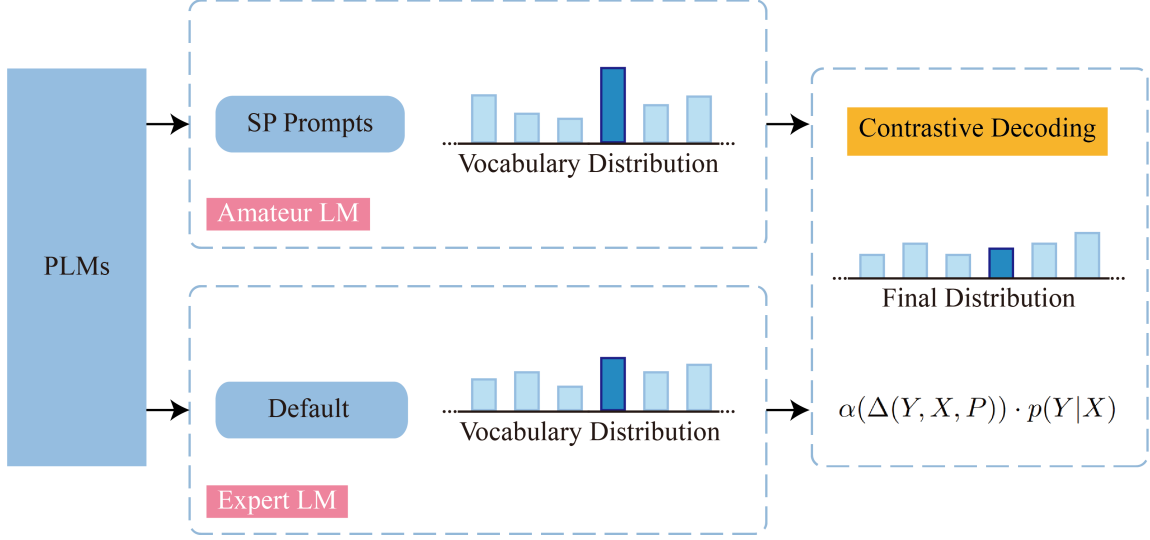 PLMs
SP Prompts
Vocabulary Distribution
Amateur LM
Default
Vocabulary Distribution
Expert LM
Contrastive Decoding
Final Distribution
α(Δ(Y, X, P)) · p(Y|X)